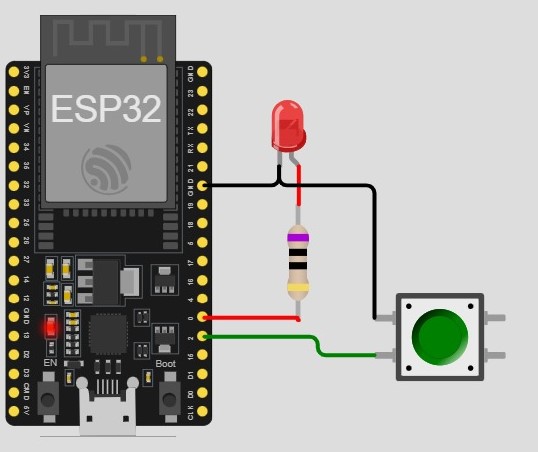 ESP32
3V3
EN
VP
VN
34
35
32
33
25
26
27
14
12
GND
13
D2
D3
CMD
5V
GND
23
22
TX
RX
21
GND
19
18
5
17
16
4
0
2
15
D1
D0
CLK
EN
Boot